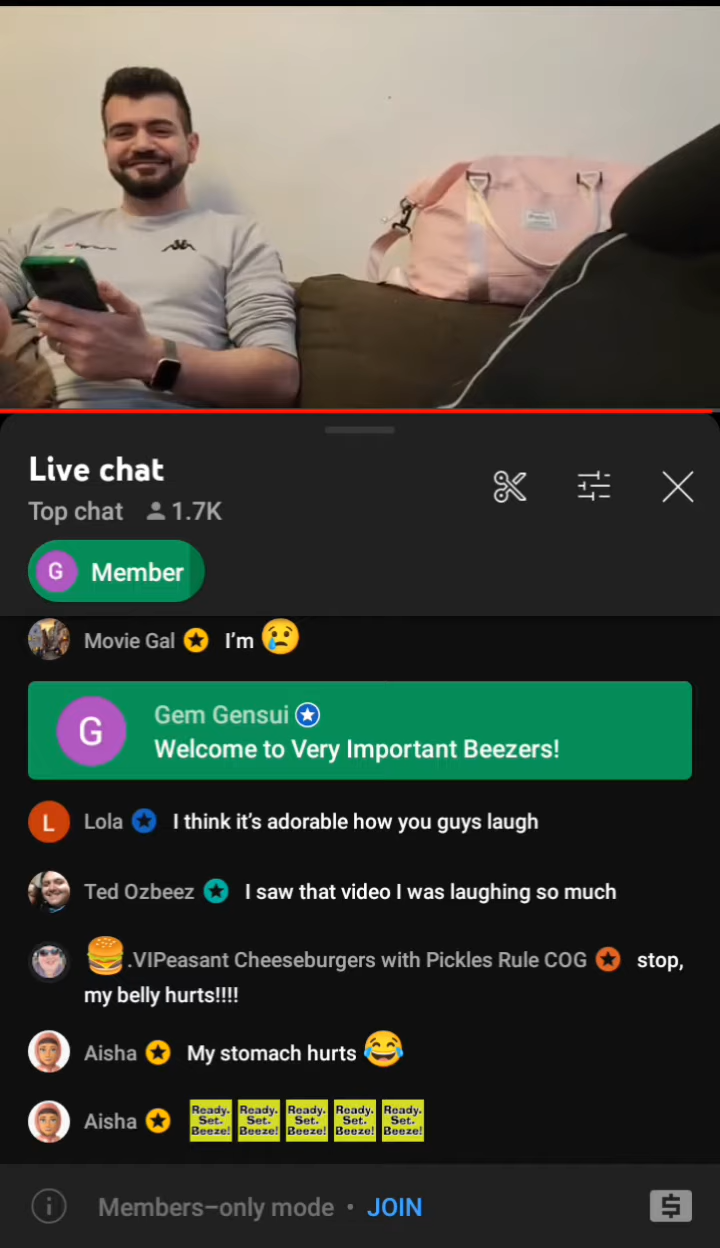 Live chat
Top chat 1.7K
G Member
Movie Gal I'm
G Gem Gensui
Welcome to Very Important Beezers!
L Lola I think it's adorable how you guys laugh
Ted Ozbeez I saw that video I was laughing so much
.VIPeasant Cheeseburgers with Pickles Rule COG stop,
my belly hurts!!!!
Aisha My stomach hurts
Aisha Ready. Set. Beeze! Ready. Set. Beeze! Ready. Set. Beeze! Ready. Set. Beeze! Ready. Set. Beeze!
Members-only mode • JOIN